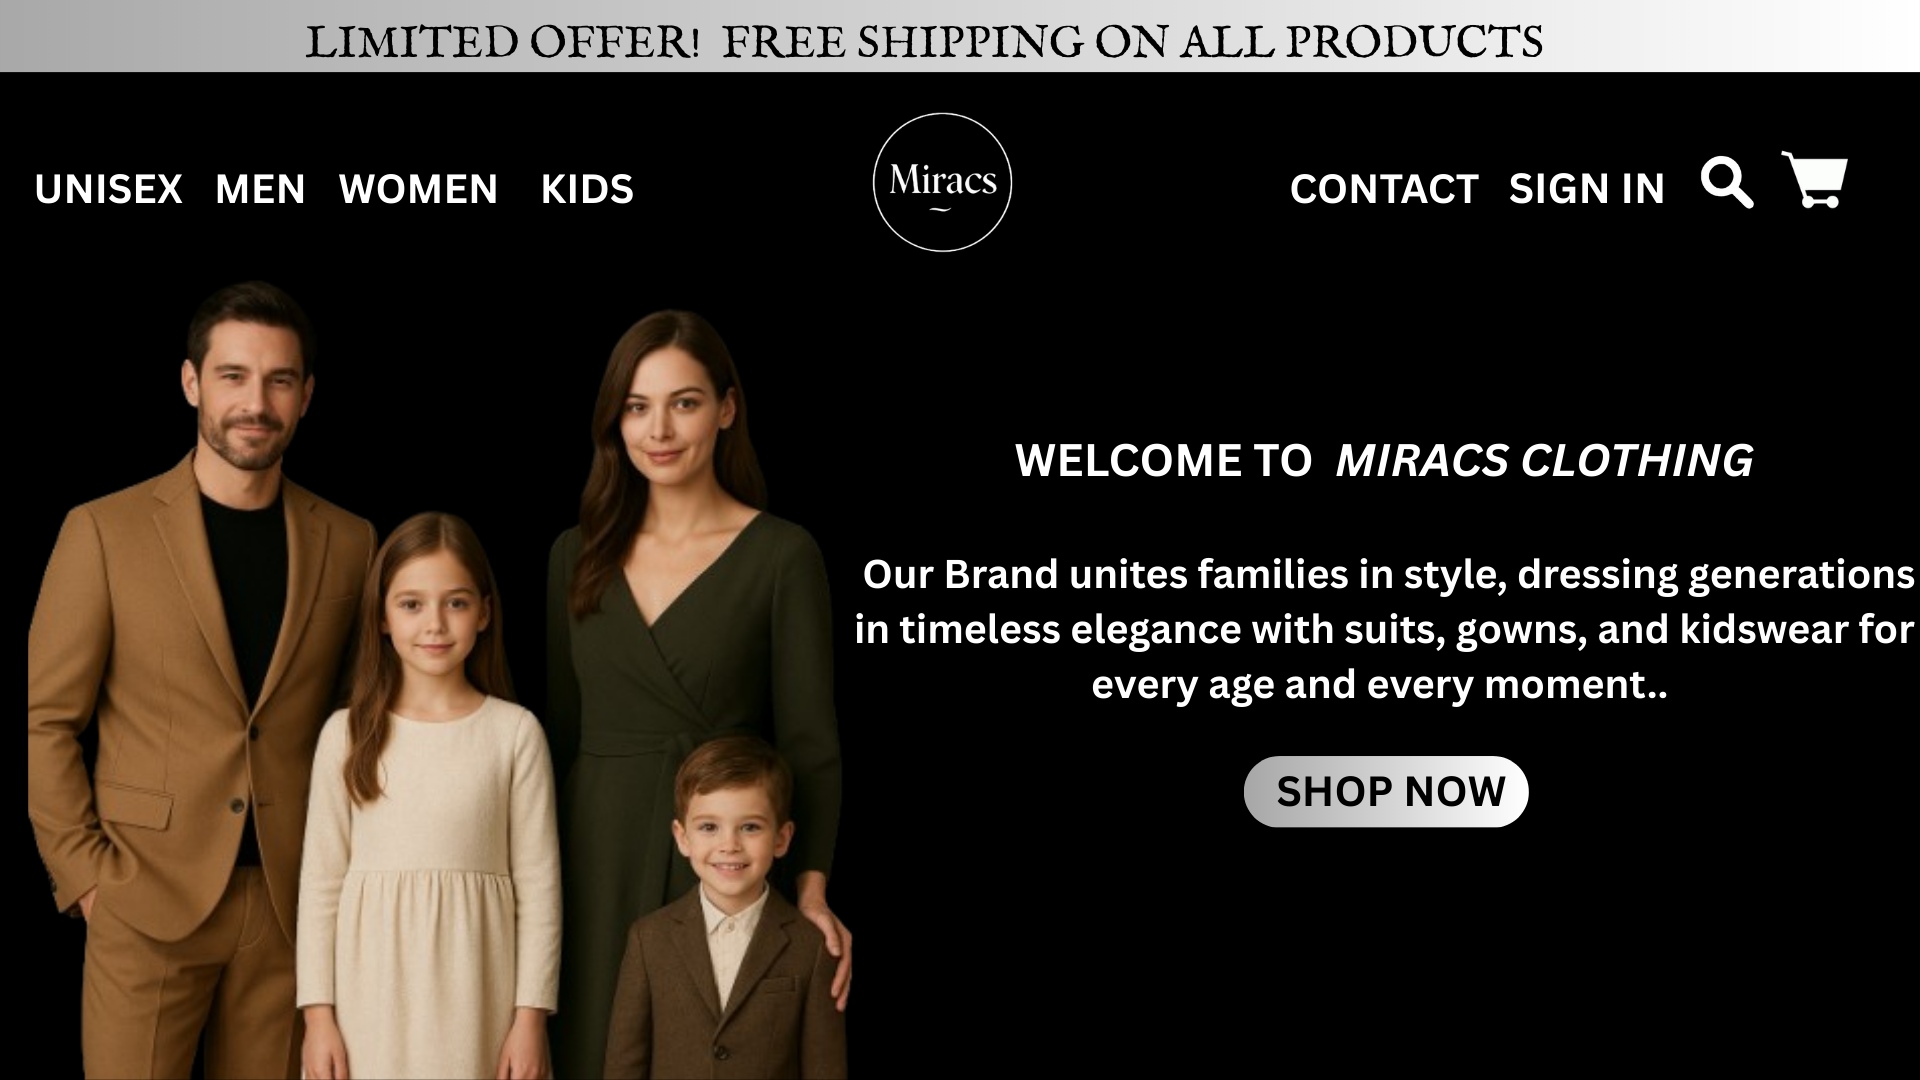 LIMITED OFFER! FREE SHIPPING ON ALL PRODUCTS
UNISEX MEN WOMEN KIDS
Miracs
CONTACT SIGN IN
WELCOME TO MIRACS CLOTHING
Our Brand unites families in style, dressing generations
in timeless elegance with suits, gowns, and kidswear for
every age and every moment..
SHOP NOW